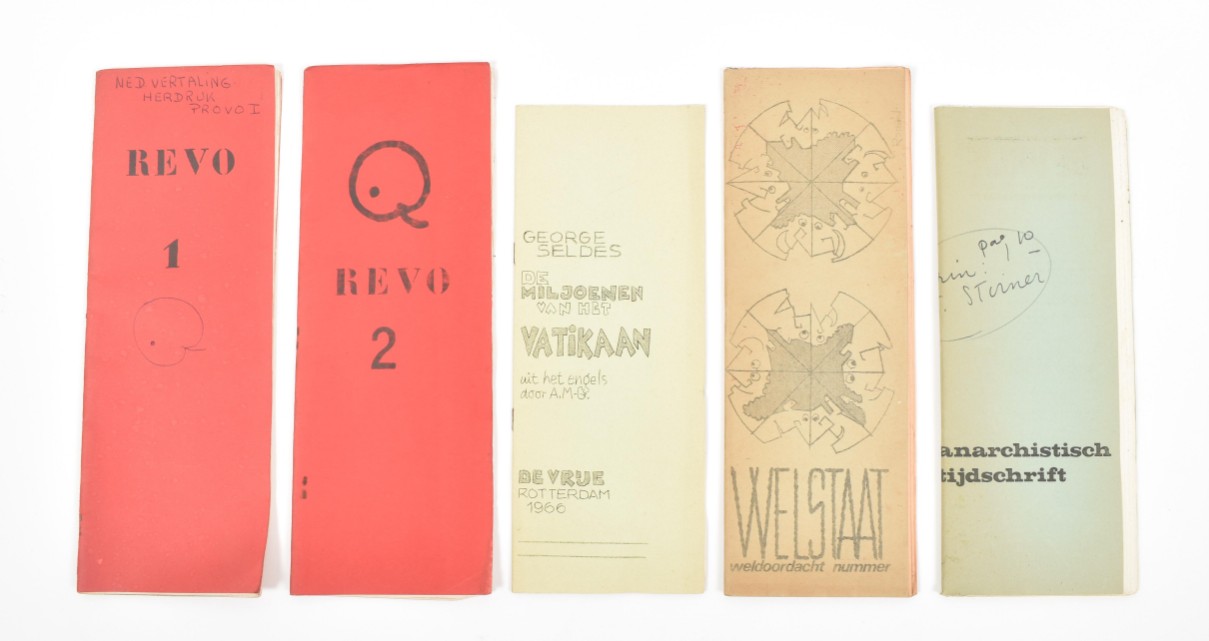 NED VERTALING
HERDRUK
PROVO I
REVO
1
REVO
2
GEORGE
SELDES
DE
MILJOENEN
VAN HET
VATIKAAN
uit het engels
door A.M-R.
DE VRIJE
ROTTERDAM
1966
WELSTAAT
weldoordacht nummer
pag 10
Stirner
anarchistisch
tijdschrift